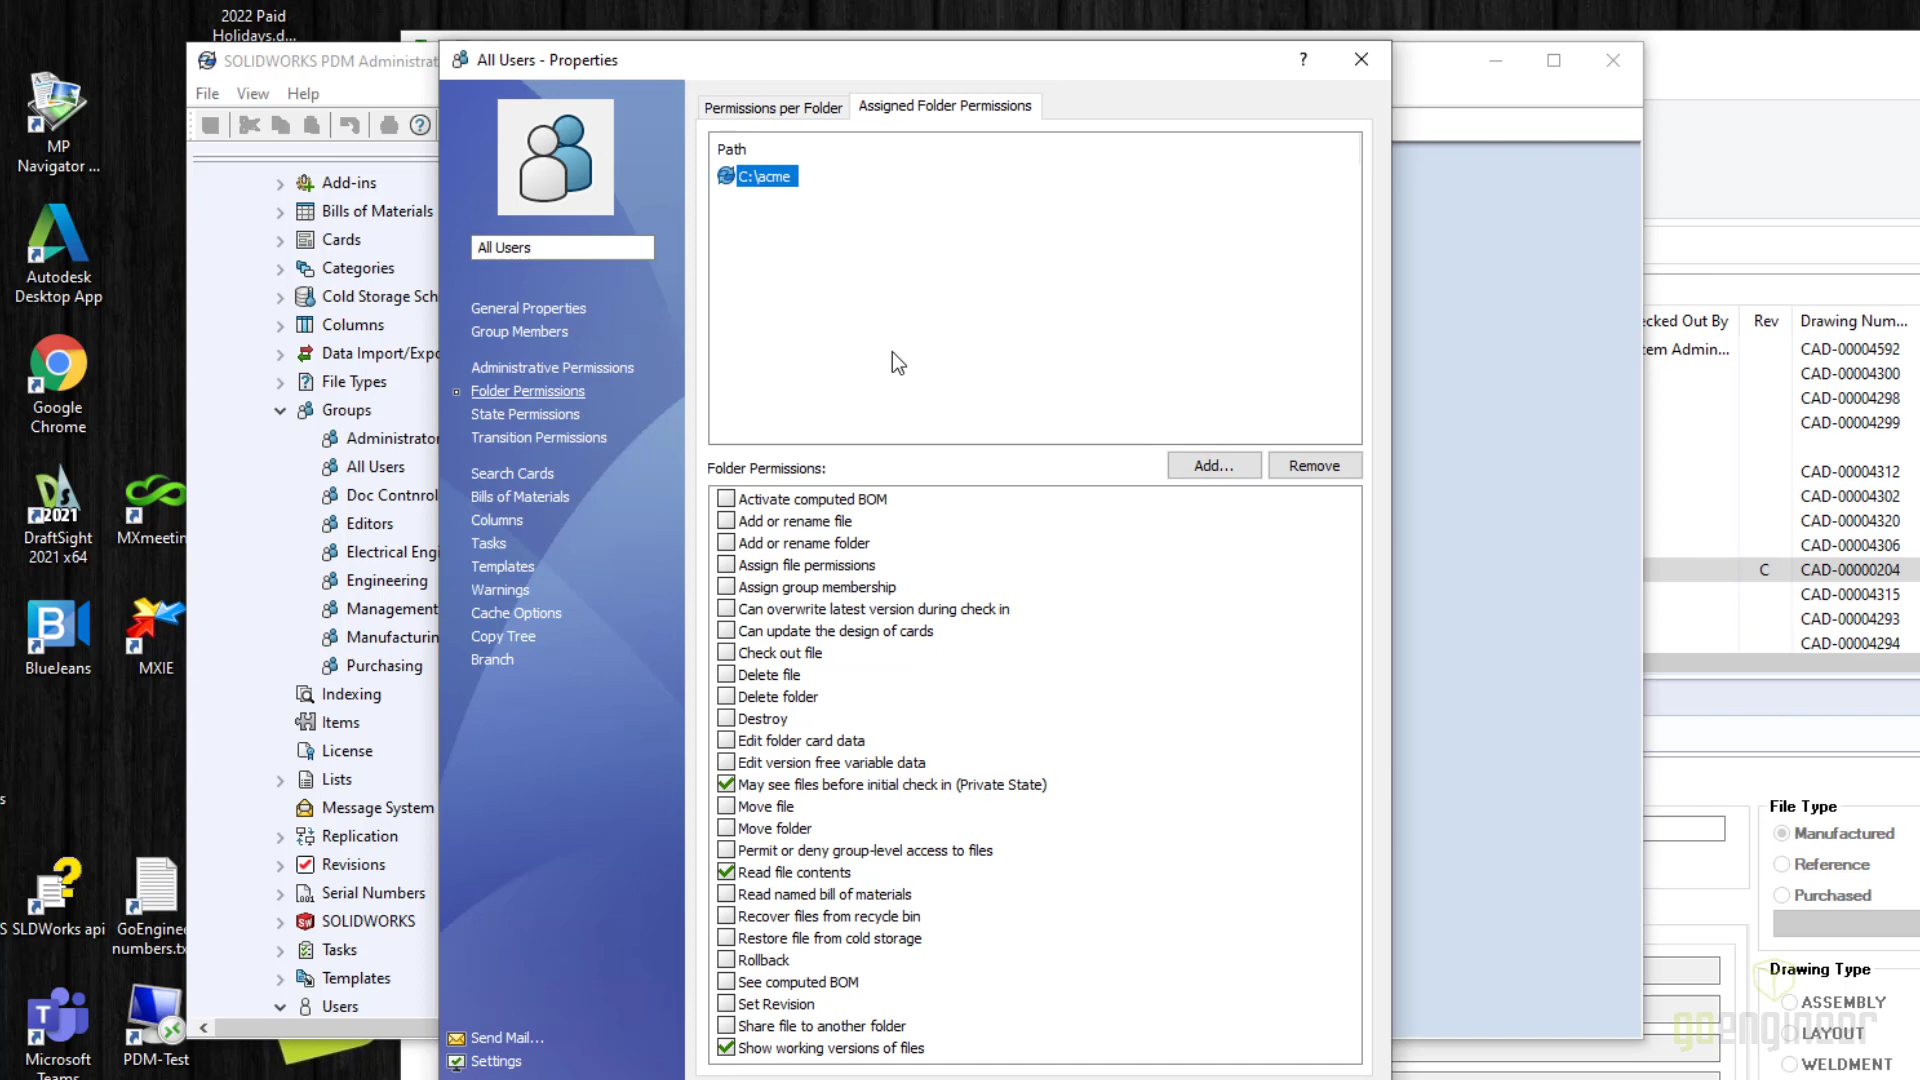 2022 Paid
Holidays.d...
MP
Navigator ...
Autodesk
Desktop App
Google
Chrome
DS
2021
DraftSight
2021 x64
MXmeetin
BlueJeans
MXIE
s
S SLDWorks api
GoEnginee
numbers.tx
Microsoft
Teams
PDM-Test
SOLIDWORKS PDM Administrat
File View Help
Add-ins
Bills of Materials
Cards
Categories
Cold Storage Sch
Columns
Data Import/Expo
File Types
Groups
Administrator
All Users
Doc Contnrol
Editors
Electrical Engi
Engineering
Management
Manufacturin
Purchasing
Indexing
Items
License
Lists
Message System
Replication
Revisions
Serial Numbers
SOLIDWORKS
Tasks
Templates
Users
All Users - Properties
All Users
General Properties
Group Members
Administrative Permissions
Folder Permissions
State Permissions
Transition Permissions
Search Cards
Bills of Materials
Columns
Tasks
Templates
Warnings
Cache Options
Copy Tree
Branch
Send Mail...
Settings
Permissions per Folder Assigned Folder Permissions
Path
C:\acme
Folder Permissions: Add... Remove
Activate computed BOM
Add or rename file
Add or rename folder
Assign file permissions
Assign group membership
Can overwrite latest version during check in
Can update the design of cards
Check out file
Delete file
Delete folder
Destroy
Edit folder card data
Edit version free variable data
May see files before initial check in (Private State)
Move file
Move folder
Permit or deny group-level access to files
Read file contents
Read named bill of materials
Recover files from recycle bin
Restore file from cold storage
Rollback
See computed BOM
Set Revision
Share file to another folder
Show working versions of files
ecked Out By Rev Drawing Num...
tem Admin... CAD-00004592
CAD-00004300
CAD-00004298
CAD-00004299
CAD-00004312
CAD-00004302
CAD-00004320
CAD-00004306
C CAD-00000204
CAD-00004315
CAD-00004293
CAD-00004294
File Type
Manufactured
Reference
Purchased
Drawing Type
ASSEMBLY
LAYOUT
WELDMENT
goengineer